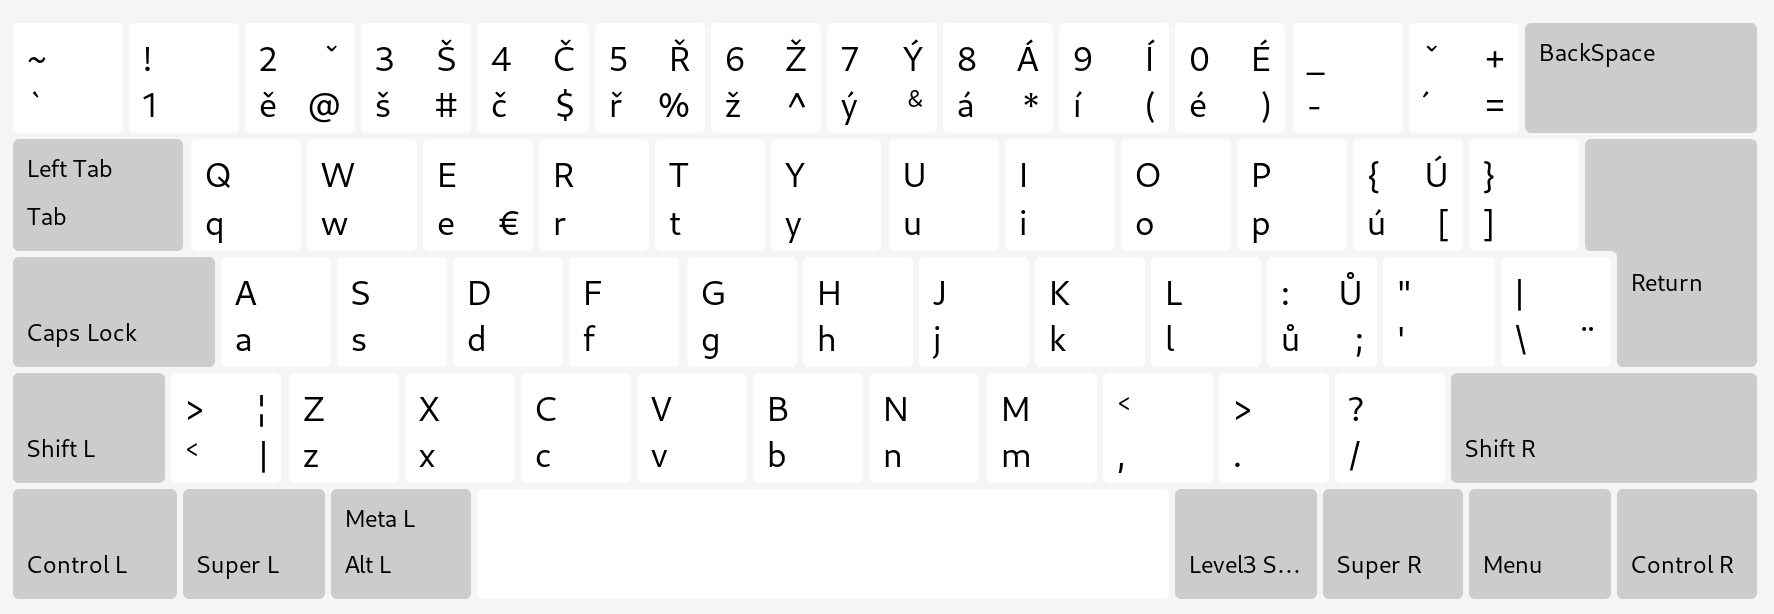 ~ ! 2 ˇ 3 Š 4 Č 5 Ř 6 Ž 7 Ý 8 Á 9 Í 0 É _ ˇ + BackSpace
` 1 ě @ š # č $ ř % ž ^ ý & á * í ( é ) - ´ =
Left Tab Q W E R T Y U I O P { Ú }
Tab q w e € r t y u i o p ú [ ]
A S D F G H J K L : Ů " | Return
Caps Lock a s d f g h j k l ů ; ' \ ¨
> ¦ Z X C V B N M < > ?
Shift L < | z x c v b n m , . / Shift R
Meta L
Control L Super L Alt L Level3 S... Super R Menu Control R